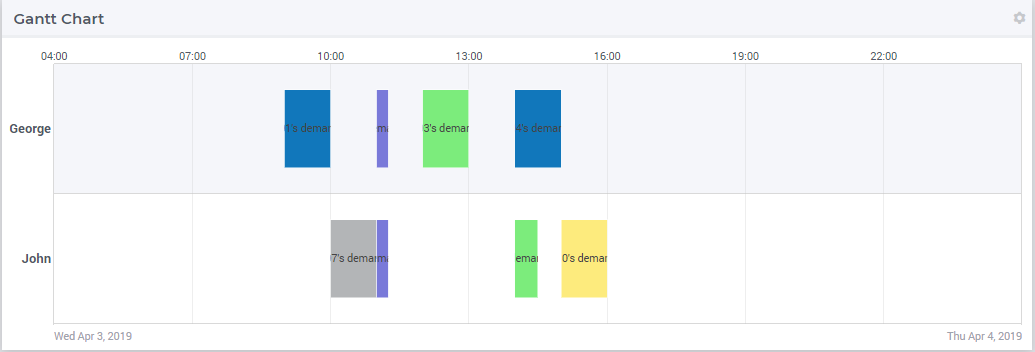 Gantt Chart
04:00 07:00 10:00 13:00 16:00 19:00 22:00
George
1's demar ema 3's demar 4's demar
John
7's demar ma emar 0's demar
Wed Apr 3, 2019 Thu Apr 4, 2019